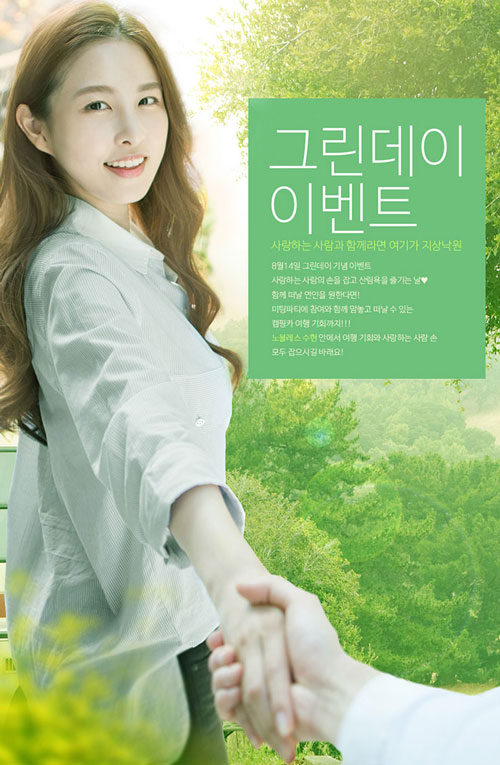 그린데이
이벤트
사랑하는 사람과 함께라면 여기가 지상낙원
8월14일 그린데이 기념 이벤트
사랑하는 사람의 손을 잡고 산림욕을 즐기는 날♥
함께 떠날 연인을 원한다면!
미팅파티에 참여와 함께 맘놓고 떠날 수 있는
캠핑카 여행 기회까지!!!
노블레스 수현 안에서 여행 기회와 사랑하는 사람 손
모두 잡으시길 바래요!